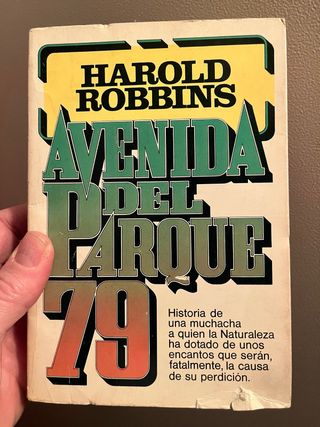 HAROLD
ROBBINS
AVENIDA
DEL
PARQUE
79
Historia de
una muchacha
a quien la Naturaleza
ha dotado de unos
encantos que serán,
fatalmente, la causa
de su perdición.